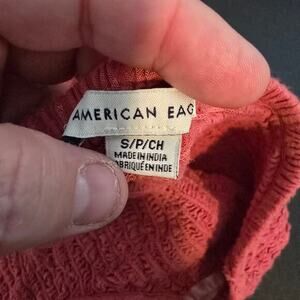 AMERICAN EAG
S/P/CH
MADE IN INDIA
FABRIQUÉ EN INDE